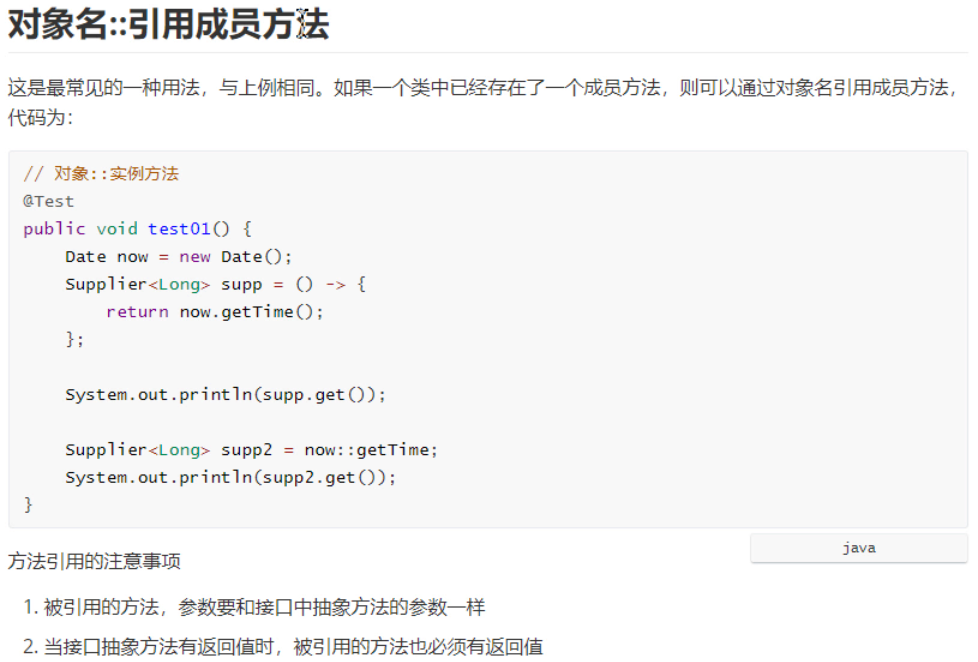 对象名::引用成员方法
这是最常见的一种用法，与上例相同。如果一个类中已经存在了一个成员方法，则可以通过对象名引用成员方法，
代码为：
// 对象::实例方法
@Test
public void test01() {
    Date now = new Date();
    Supplier<Long> supp = () -> {
        return now.getTime();
    };
    System.out.println(supp.get());
    Supplier<Long> supp2 = now::getTime;
    System.out.println(supp2.get());
}
java
方法引用的注意事项
1. 被引用的方法，参数要和接口中抽象方法的参数一样
2. 当接口抽象方法有返回值时，被引用的方法也必须有返回值